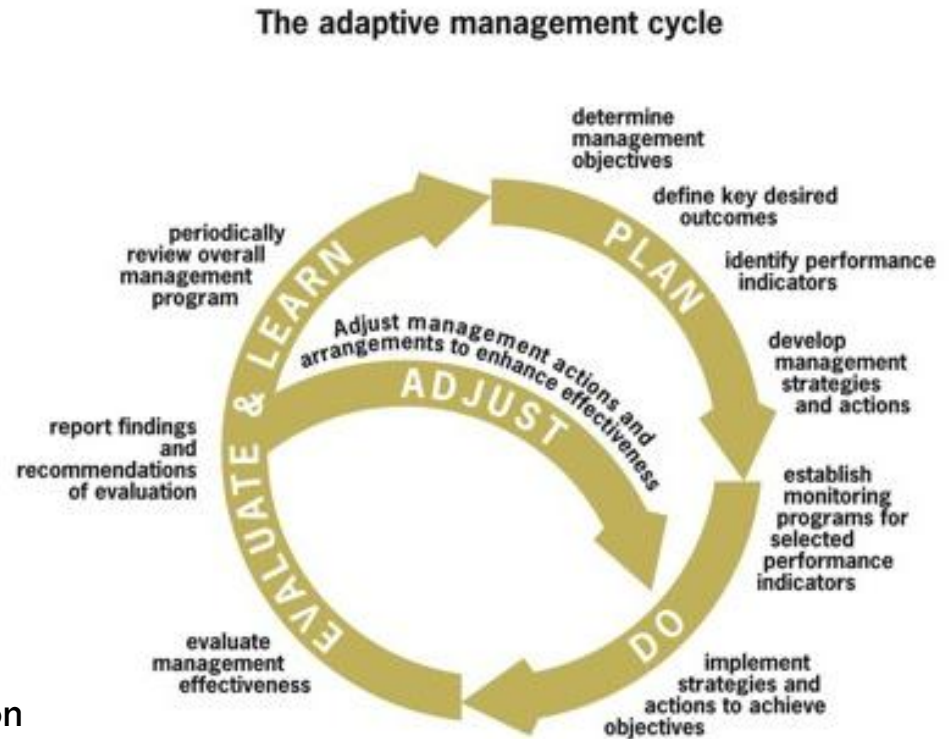 The adaptive management cycle
determine
management
objectives
define key desired
outcomes
PLAN
identify performance
indicators
develop
management
strategies
and actions
establish
monitoring
programs for
selected
performance
indicators
DO
implement
strategies and
actions to achieve
objectives
EVALUATE & LEARN
evaluate
management
effectiveness
report findings
and
recommendations
of evaluation
periodically
review overall
management
program
Adjust management actions and
arrangements to enhance effectiveness
ADJUST
on